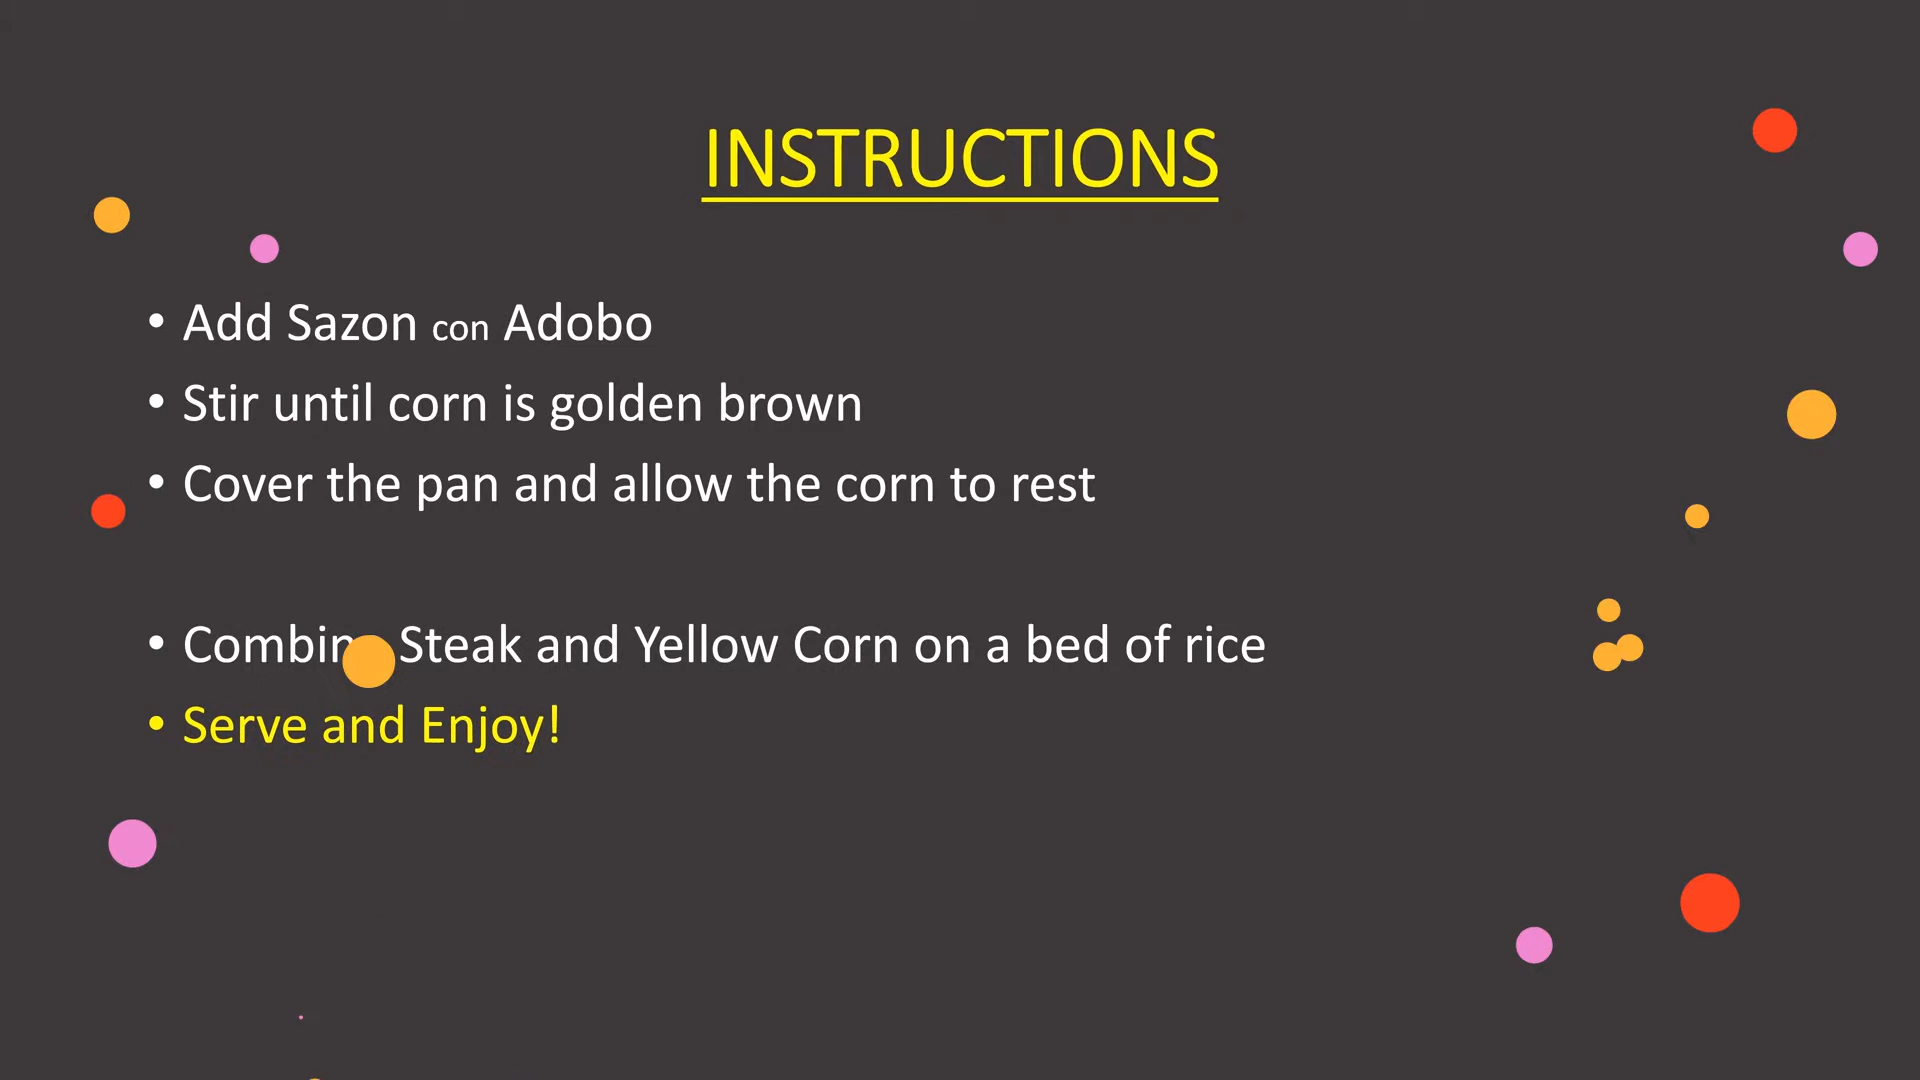 INSTRUCTIONS
• Add Sazon con Adobo
• Stir until corn is golden brown
• Cover the pan and allow the corn to rest
• Combine Steak and Yellow Corn on a bed of rice
• Serve and Enjoy!